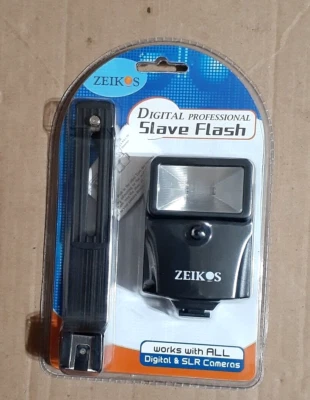 ZEIKOS
DIGITAL PROFESSIONAL
Slave Flash
ZEIKOS
works with ALL
Digital & SLR Cameras